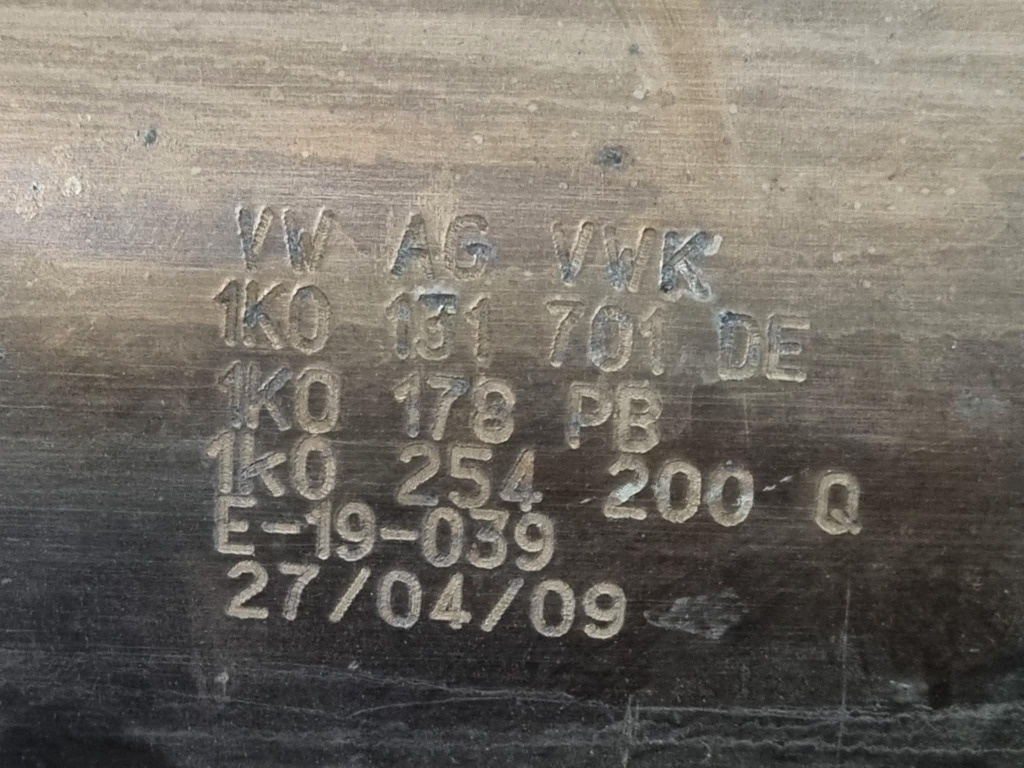 VW AG VWK
1K0 131 701 DE
1K0 178 PB
1k0 254 200 Q
E-19-039
27/04/09